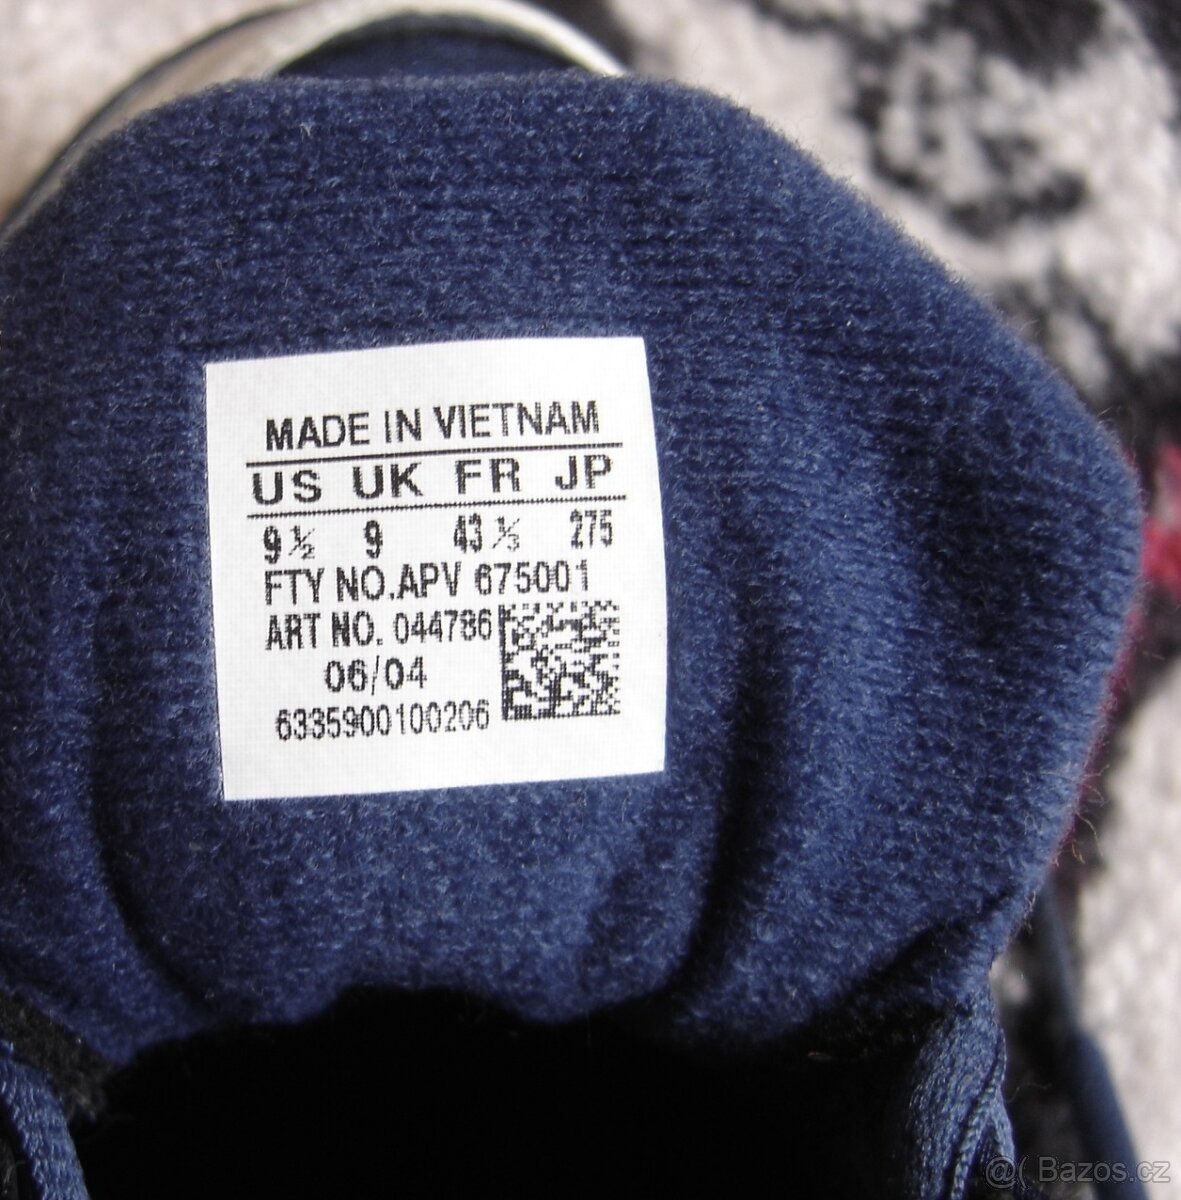 MADE IN VIETNAM
US UK FR JP
9½ 9 43⅓ 275
FTY NO.APV 675001
ART NO. 044786
06/04
6335900100206
@( Bazos.cz